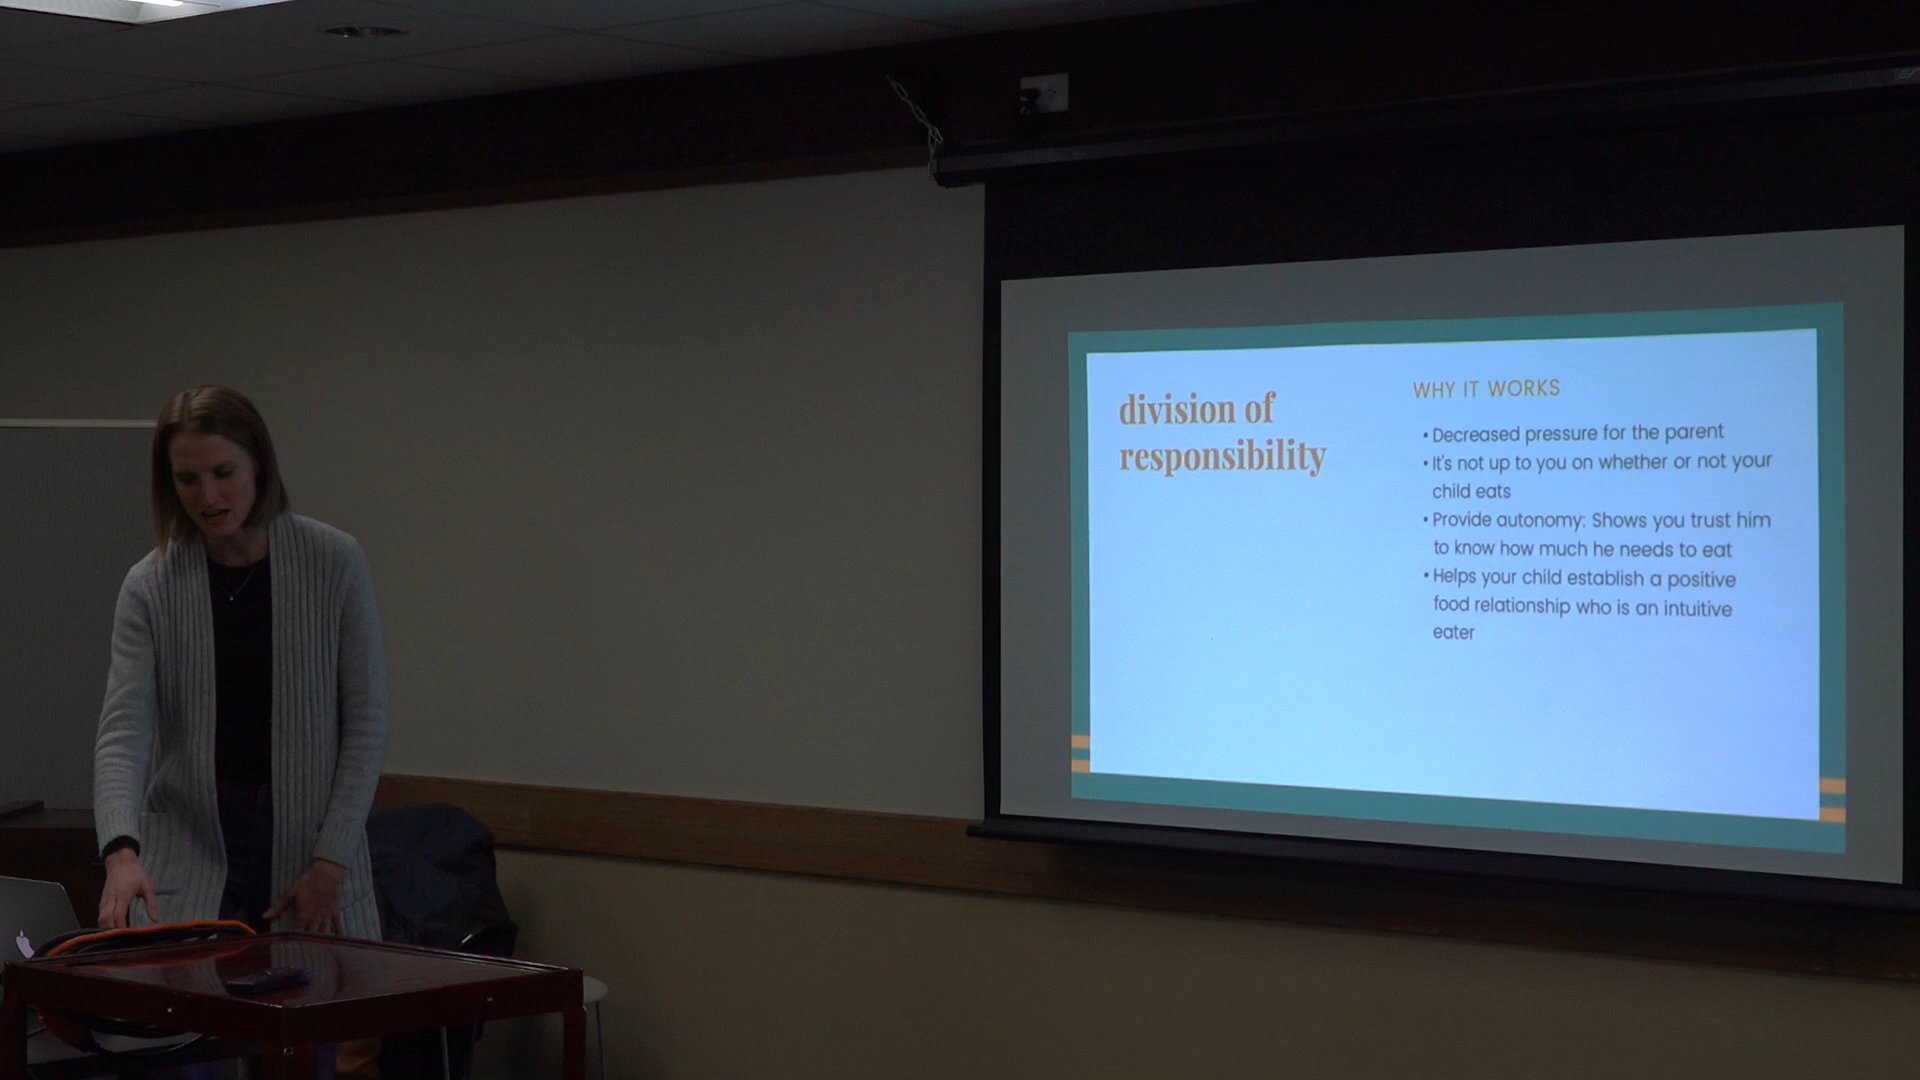 division of
responsibility
WHY IT WORKS
• Decreased pressure for the parent
• It's not up to you on whether or not your
child eats
• Provide autonomy: Shows you trust him
to know how much he needs to eat
• Helps your child establish a positive
food relationship who is an intuitive
eater